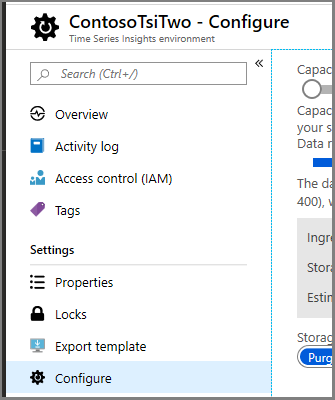 ContosoTsiTwo - Configure
Time Series Insights environment
Search (Ctrl+/)
«
Overview
Activity log
Access control (IAM)
Tags
Settings
Properties
Locks
Export template
Configure
Capac
Capac
your s
Data r
The da
400), w
Ingre
Stora
Estin
Storag
Purg